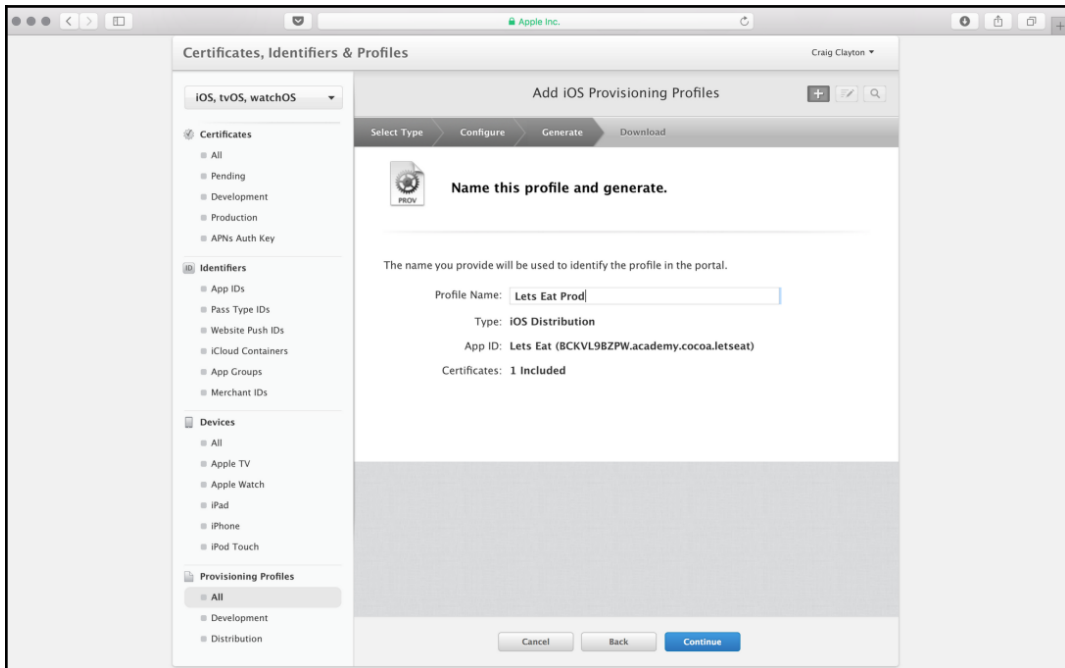 Apple Inc.
Certificates, Identifiers & Profiles
Craig Clayton
iOS, tvOS, watchOS
Add iOS Provisioning Profiles
Select Type
Configure
Generate
Download
Certificates
All
Pending
Development
Production
APNs Auth Key
Identifiers
ID
App IDs
Pass Type IDs
Website Push IDs
iCloud Containers
App Groups
Merchant IDs
Devices
All
Apple TV
Apple Watch
iPad
iPhone
iPod Touch
Provisioning Profiles
All
Development
Distribution
PROV
Name this profile and generate.
The name you provide will be used to identify the profile in the portal.
Profile Name: Lets Eat Prod
Type: iOS Distribution
App ID: Lets Eat (BCKVL9BZPW.academy.cocoa.letseat)
Certificates: 1 Included
Cancel
Back
Continue